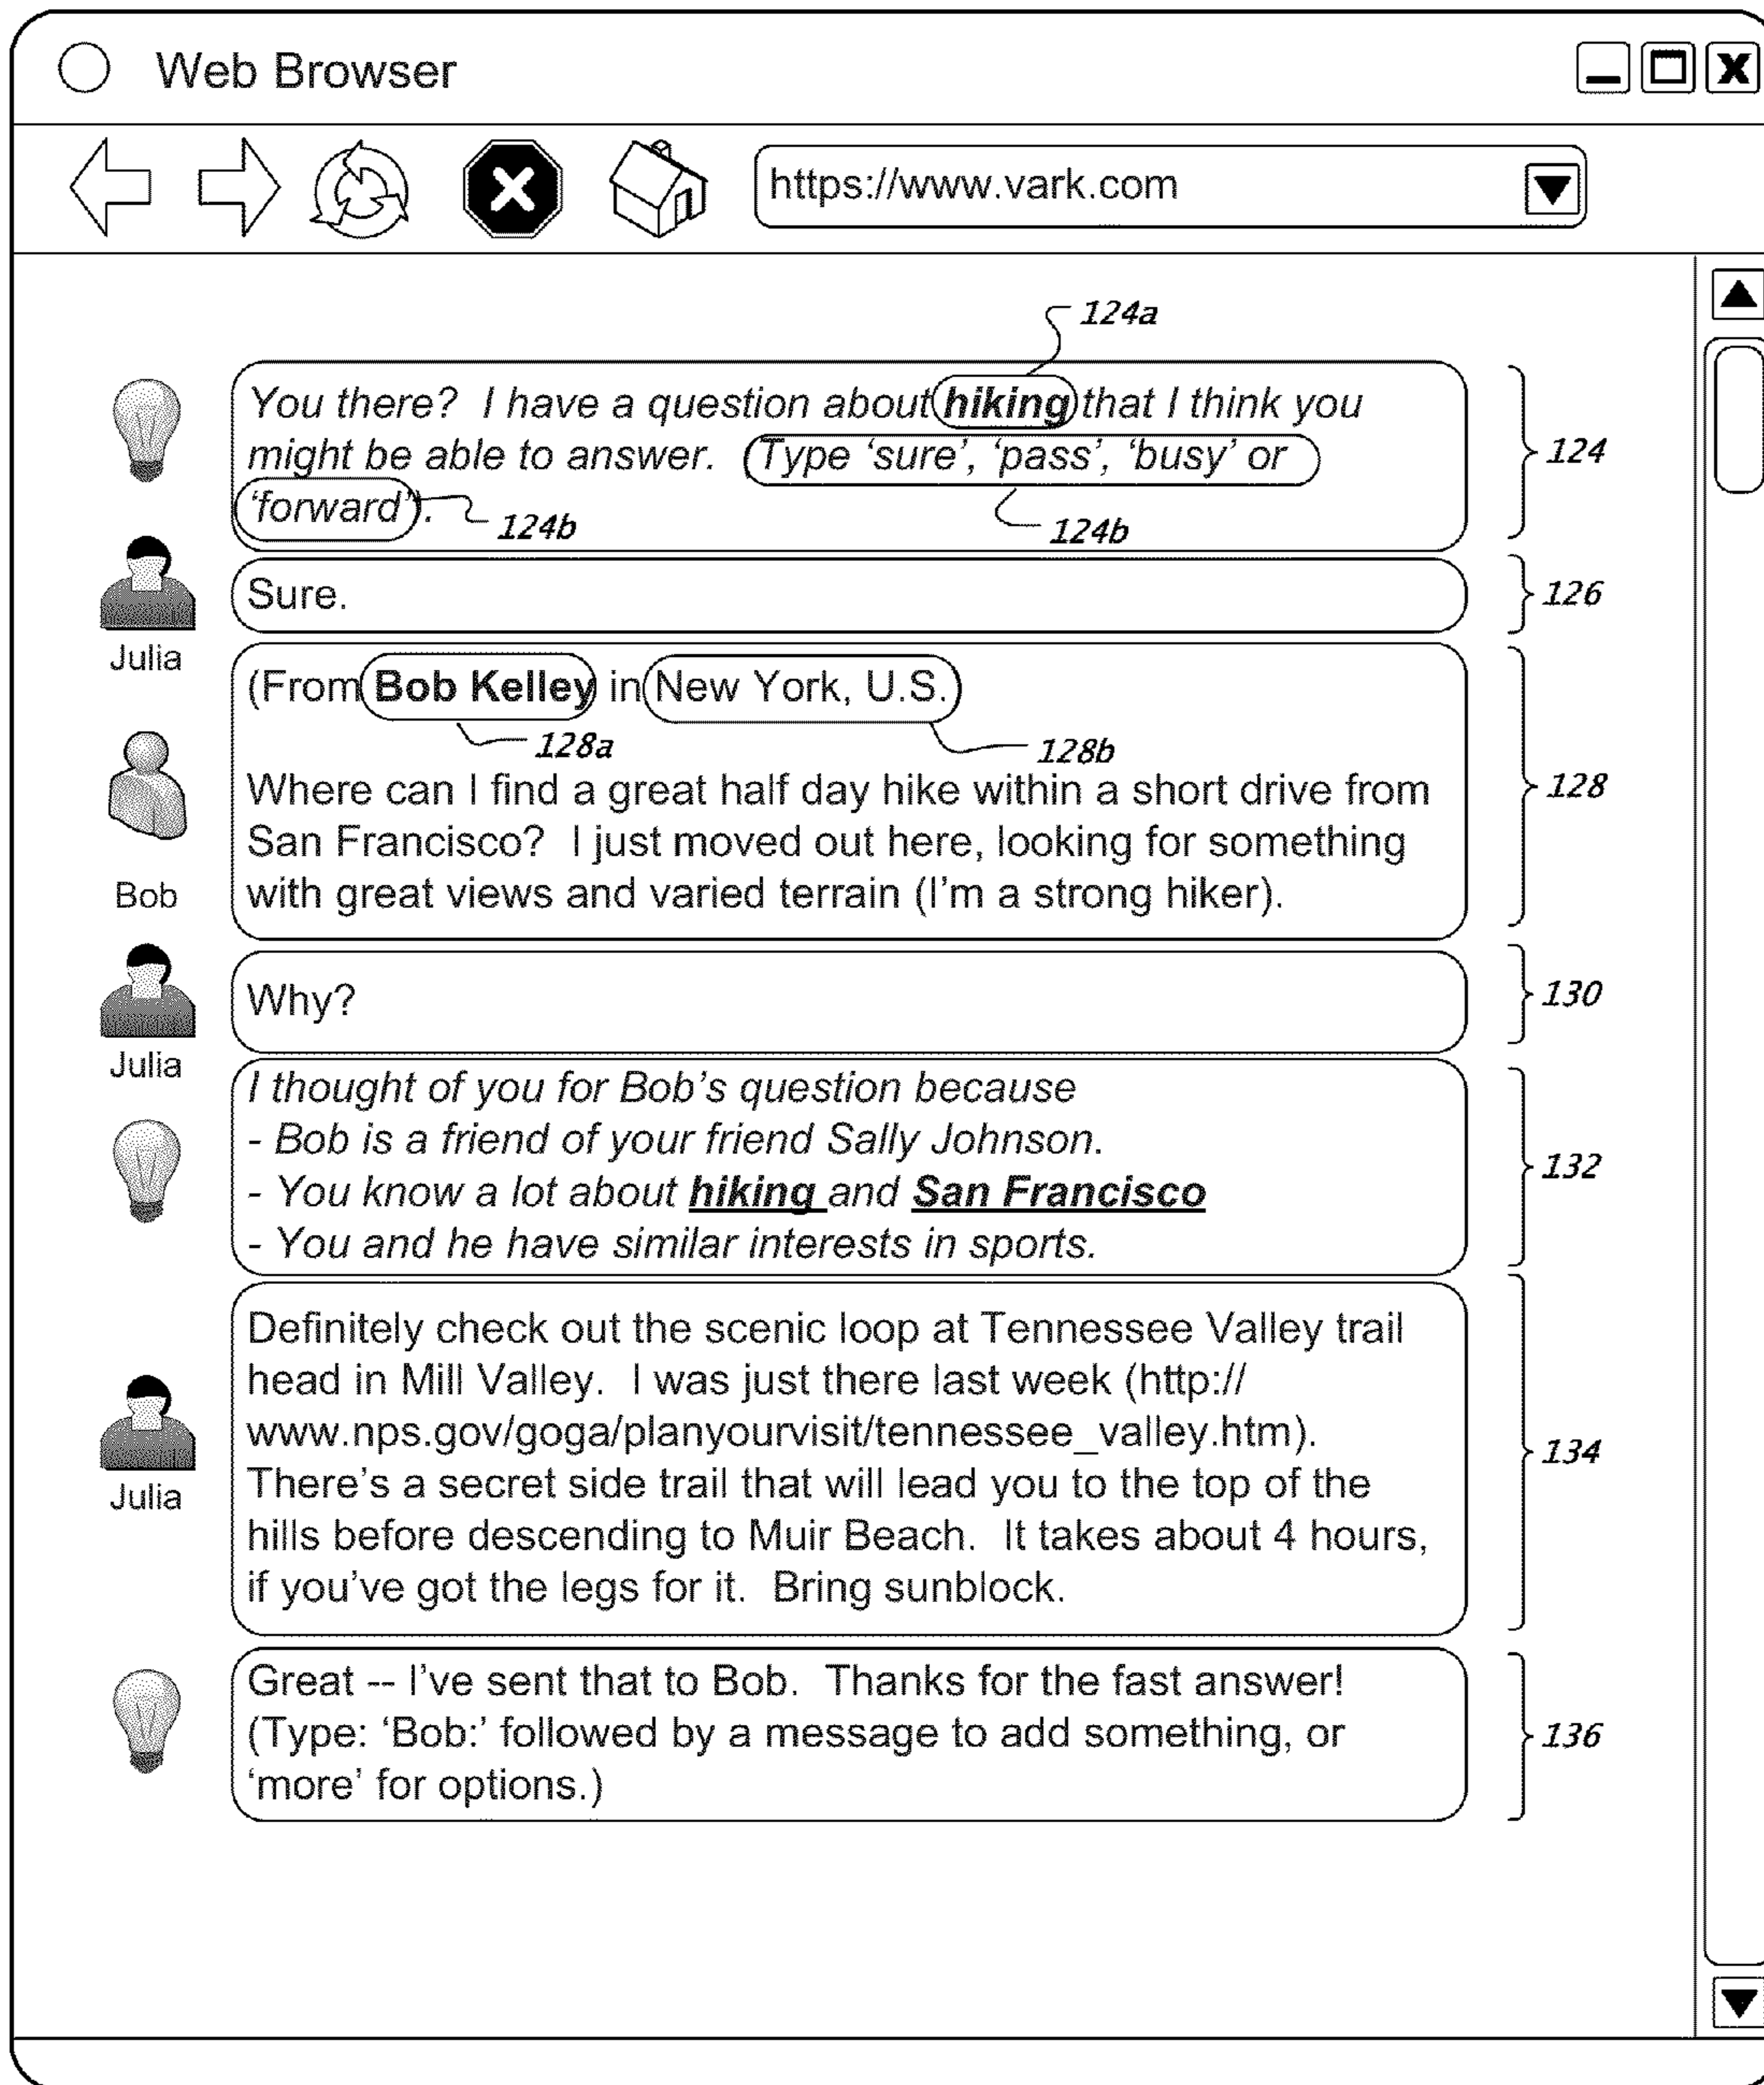 Web Browser
https://www.vark.com
124a
You there?  I have a question about hiking that I think you
might be able to answer.  (Type ‘sure’, ‘pass’, ‘busy’ or
‘forward’).
124b
124b
124
Sure.
126
Julia
(From Bob Kelley in New York, U.S.)
128a
128b
Where can I find a great half day hike within a short drive from
San Francisco?  I just moved out here, looking for something
with great views and varied terrain (I’m a strong hiker).
128
Bob
Why?
130
Julia
I thought of you for Bob’s question because
- Bob is a friend of your friend Sally Johnson.
- You know a lot about hiking and San Francisco
- You and he have similar interests in sports.
132
Definitely check out the scenic loop at Tennessee Valley trail
head in Mill Valley.  I was just there last week (http://
www.nps.gov/goga/planyourvisit/tennessee_valley.htm).
There’s a secret side trail that will lead you to the top of the
hills before descending to Muir Beach.  It takes about 4 hours,
if you’ve got the legs for it.  Bring sunblock.
134
Julia
Great -- I’ve sent that to Bob.  Thanks for the fast answer!
(Type: ‘Bob:’ followed by a message to add something, or
‘more’ for options.)
136